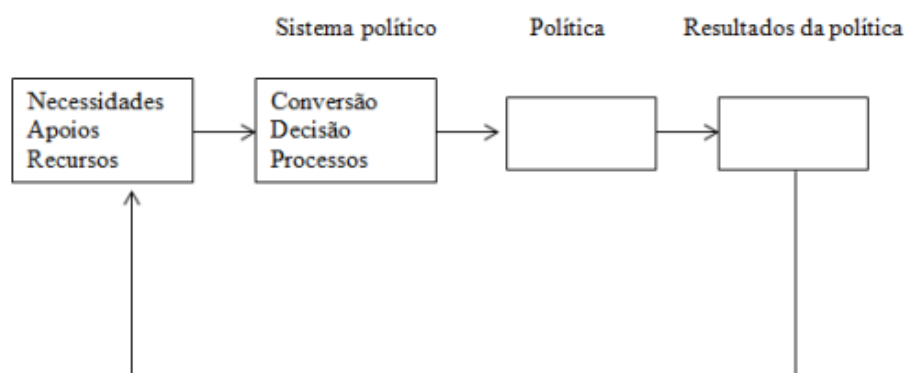 Sistema político
Política
Resultados da política
Necessidades
Apoios
Recursos
Conversão
Decisão
Processos